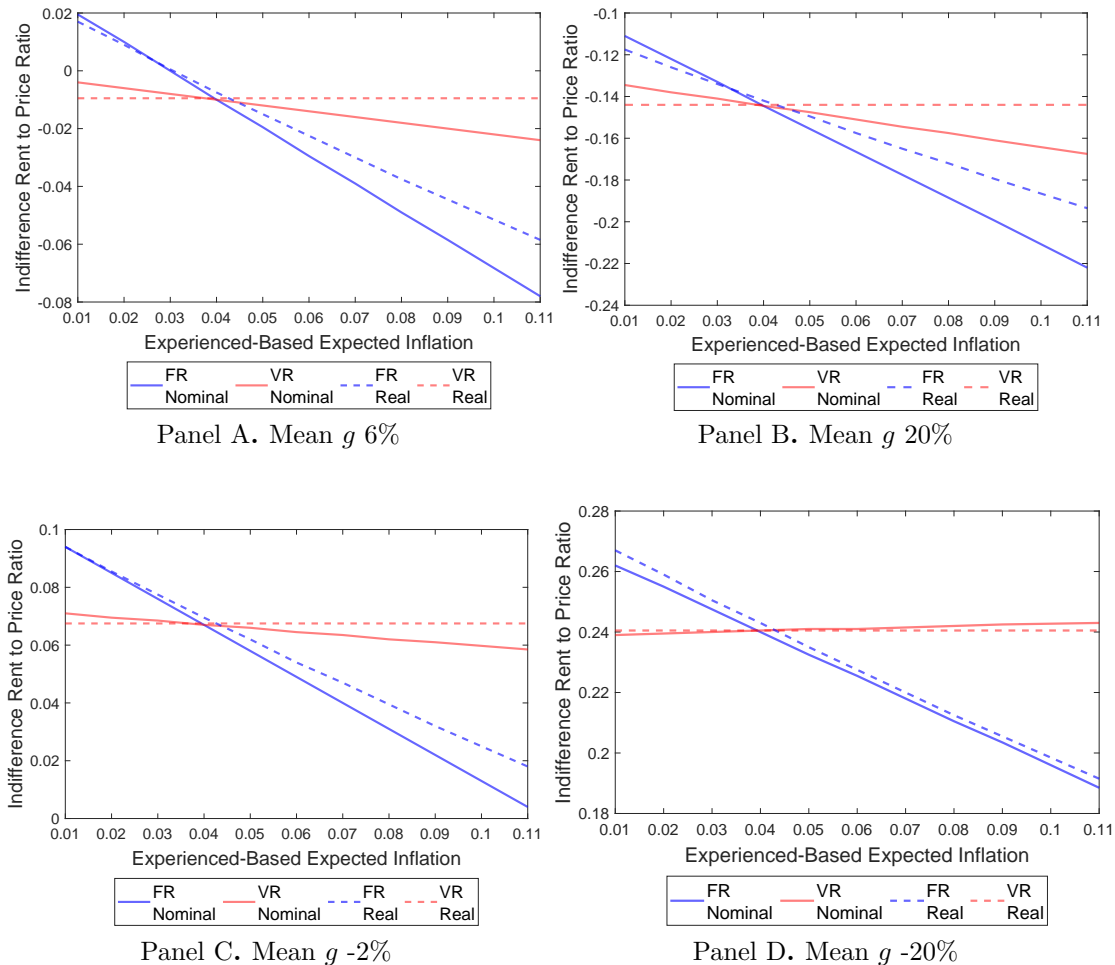 Indifference Rent to Price Ratio
0.02
0
-0.02
-0.04
-0.06
-0.08
0.01 0.02 0.03 0.04 0.05 0.06 0.07 0.08 0.09 0.1 0.11
Experienced-Based Expected Inflation
FR Nominal VR Nominal FR Real VR Real
Panel A. Mean g 6%
Indifference Rent to Price Ratio
-0.1
-0.12
-0.14
-0.16
-0.18
-0.2
-0.22
-0.24
0.01 0.02 0.03 0.04 0.05 0.06 0.07 0.08 0.09 0.1 0.11
Experienced-Based Expected Inflation
FR Nominal VR Nominal FR Real VR Real
Panel B. Mean g 20%
Indifference Rent to Price Ratio
0.1
0.08
0.06
0.04
0.02
0
0.01 0.02 0.03 0.04 0.05 0.06 0.07 0.08 0.09 0.1 0.11
Experienced-Based Expected Inflation
FR Nominal VR Nominal FR Real VR Real
Panel C. Mean g -2%
Indifference Rent to Price Ratio
0.28
0.26
0.24
0.22
0.2
0.18
0.01 0.02 0.03 0.04 0.05 0.06 0.07 0.08 0.09 0.1 0.11
Experienced-Based Expected Inflation
FR Nominal VR Nominal FR Real VR Real
Panel D. Mean g -20%